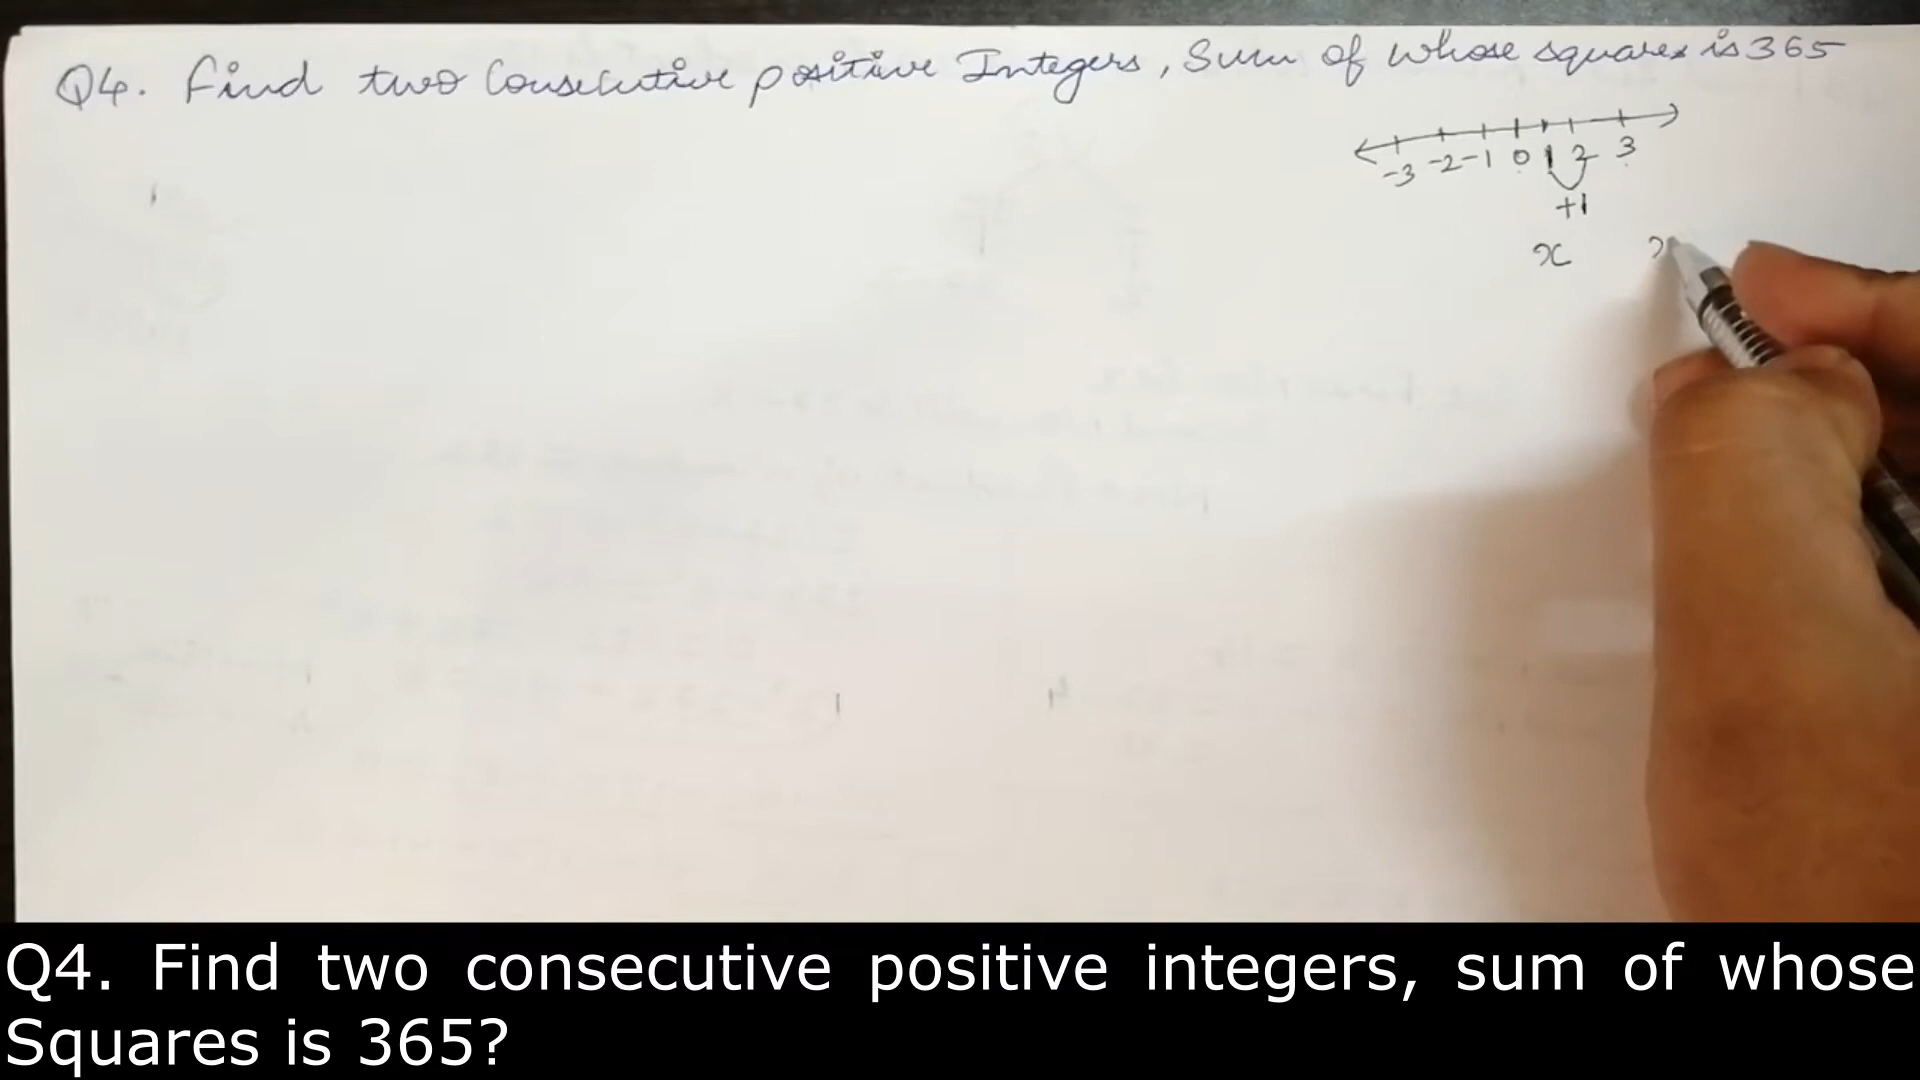 Q4. Find two Consecutive positive Integers, Sum of whose squares is 365
-3 -2 -1 0 1 2 3
+1
x
Q4. Find two consecutive positive integers, sum of whose
Squares is 365?